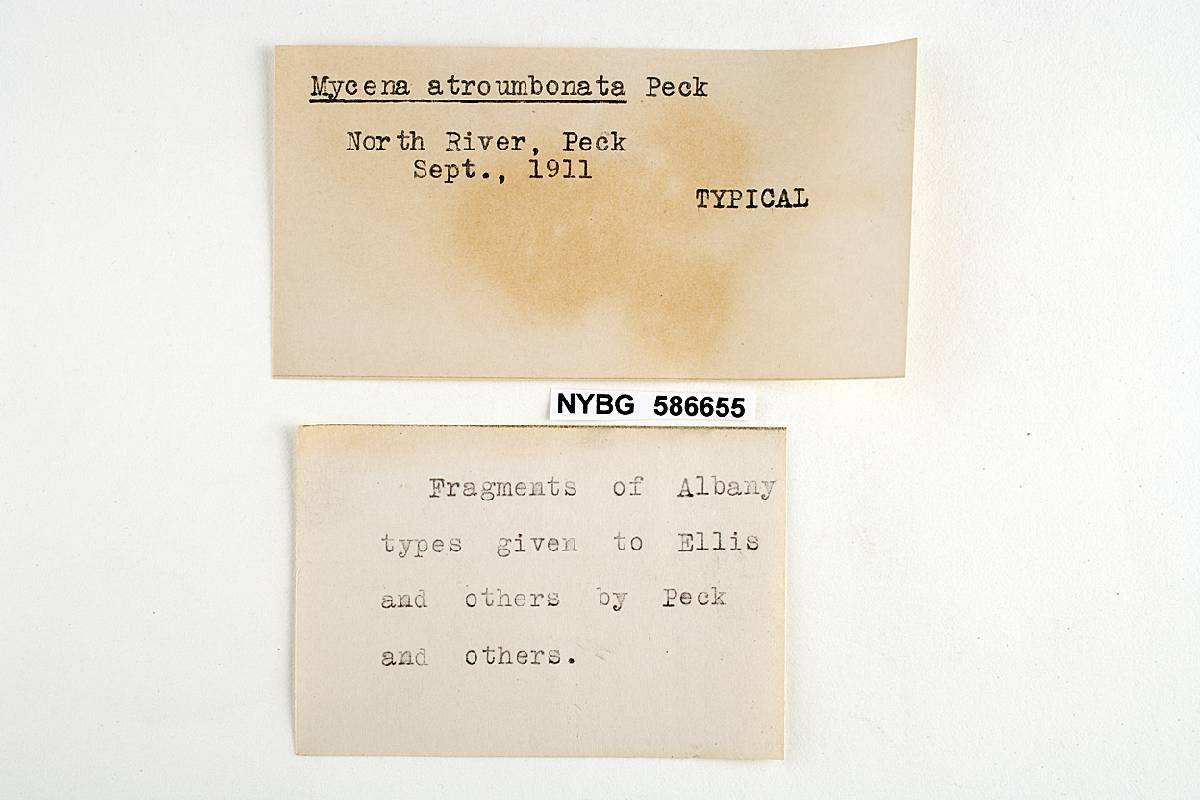 Mycena atroumbonata Peck
North River, Peck
Sept., 1911
TYPICAL
NYBG 586655
Fragments of Albany
types given to Ellis
and others by Peck
and others.